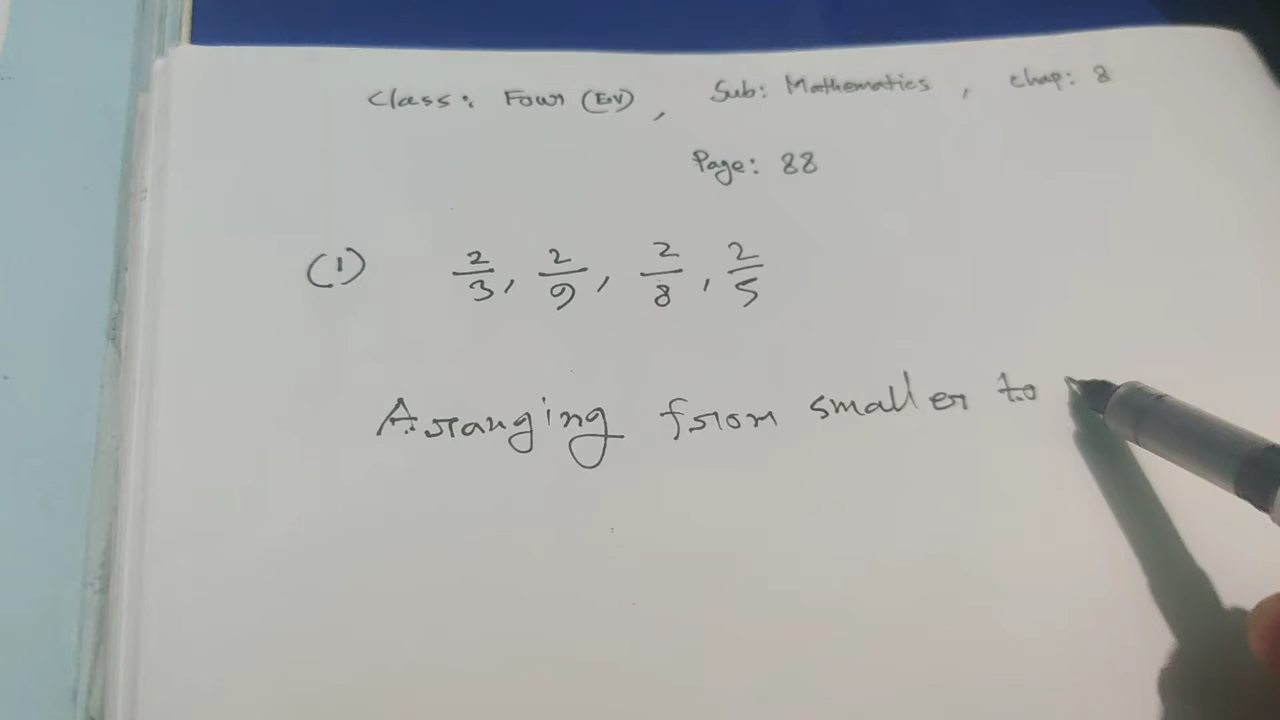 Class: Four (EV), Sub: Mathematics, Chap: 8
Page: 88
(1) 2/3, 2/9, 2/8, 2/5
Arranging from smaller to